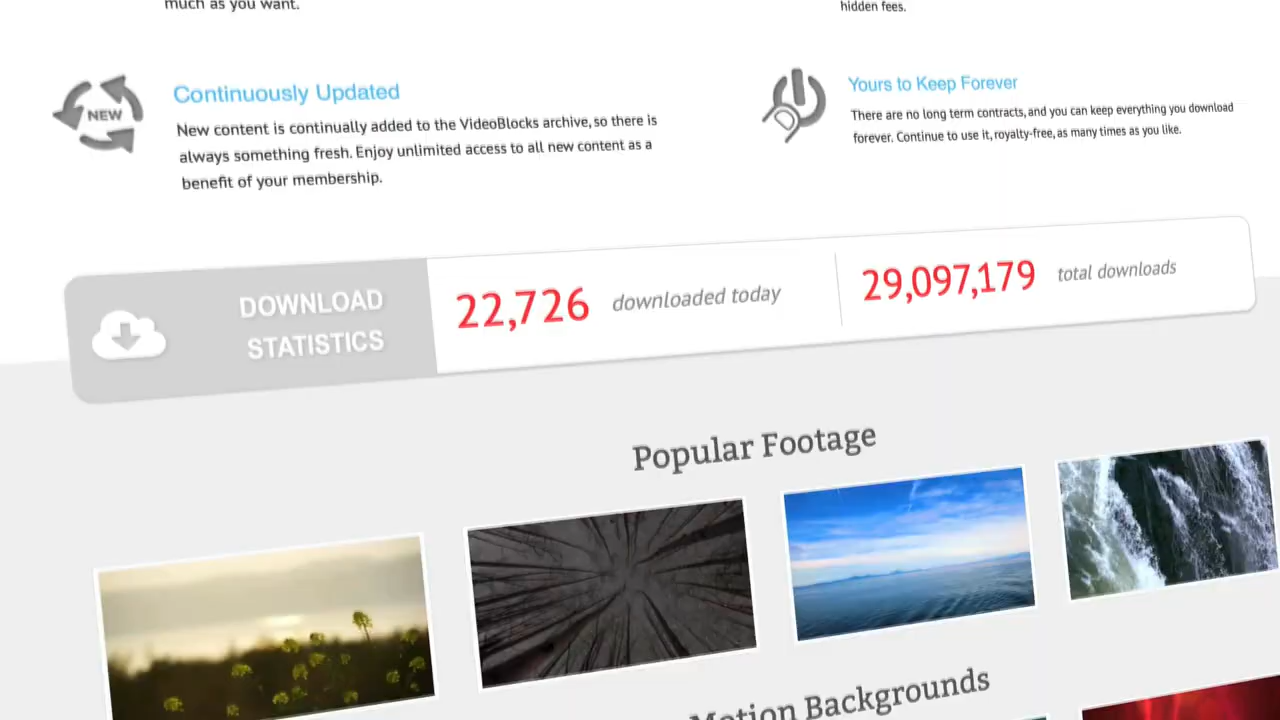 much as you want.
hidden fees.
NEW
Continuously Updated
New content is continually added to the VideoBlocks archive, so there is
always something fresh. Enjoy unlimited access to all new content as a
benefit of your membership.
Yours to Keep Forever
There are no long term contracts, and you can keep everything you download
forever. Continue to use it, royalty-free, as many times as you like.
DOWNLOAD
STATISTICS
22,726 downloaded today
29,097,179 total downloads
Popular Footage
Motion Backgrounds